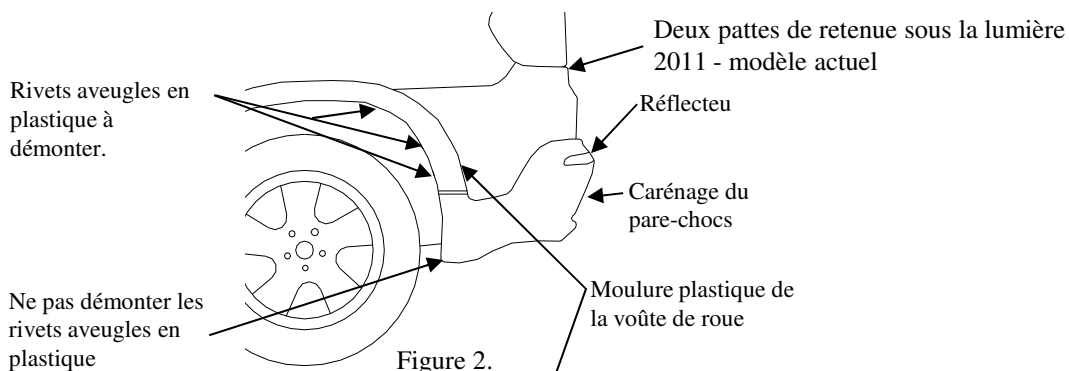 Deux pattes de retenue sous la lumière
2011 - modèle actuel
Rivets aveugles en
plastique à
démonter.
Réflecteu
Carénage du
pare-chocs
Ne pas démonter les
rivets aveugles en
plastique
Moulure plastique de
la voûte de roue
Figure 2.